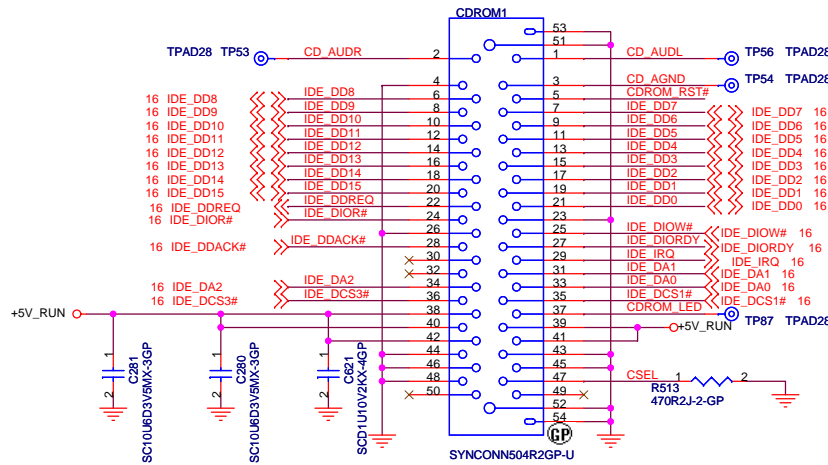 CDROM1
53
51
TPAD28 TP53 CD_AUDR 2 1 CD_AUDL TP56 TPAD28
4 3 CD_AGND TP54 TPAD28
16 IDE_DD8 IDE_DD8 6 5 CDROM_RST#
16 IDE_DD9 IDE_DD9 8 7 IDE_DD7 IDE_DD7 16
16 IDE_DD10 IDE_DD10 10 9 IDE_DD6 IDE_DD6 16
16 IDE_DD11 IDE_DD11 12 11 IDE_DD5 IDE_DD5 16
16 IDE_DD12 IDE_DD12 14 13 IDE_DD4 IDE_DD4 16
16 IDE_DD13 IDE_DD13 16 15 IDE_DD3 IDE_DD3 16
16 IDE_DD14 IDE_DD14 18 17 IDE_DD2 IDE_DD2 16
16 IDE_DD15 IDE_DD15 20 19 IDE_DD1 IDE_DD1 16
16 IDE_DDREQ IDE_DDREQ 22 21 IDE_DD0 IDE_DD0 16
16 IDE_DIOR# IDE_DIOR# 24 23
26 25 IDE_DIOW# IDE_DIOW# 16
16 IDE_DDACK# IDE_DDACK# 28 27 IDE_DIORDY IDE_DIORDY 16
30 29 IDE_IRQ IDE_IRQ 16
32 31 IDE_DA1 IDE_DA1 16
16 IDE_DA2 IDE_DA2 34 33 IDE_DA0 IDE_DA0 16
16 IDE_DCS3# IDE_DCS3# 36 35 IDE_DCS1# IDE_DCS1# 16
+5V_RUN 38 37 CDROM_LED TP87 TPAD28
40 39 +5V_RUN
42 41
44 43
46 45
48 47 CSEL 1 2
R513
470R2J-2-GP
50 49
52
54
GP
SYNCONN504R2GP-U
1 2 C281
SC10U6D3V5MX-3GP
1 2 C280
SC10U6D3V5MX-3GP
1 2 C621
SCD1U10V2KX-4GP